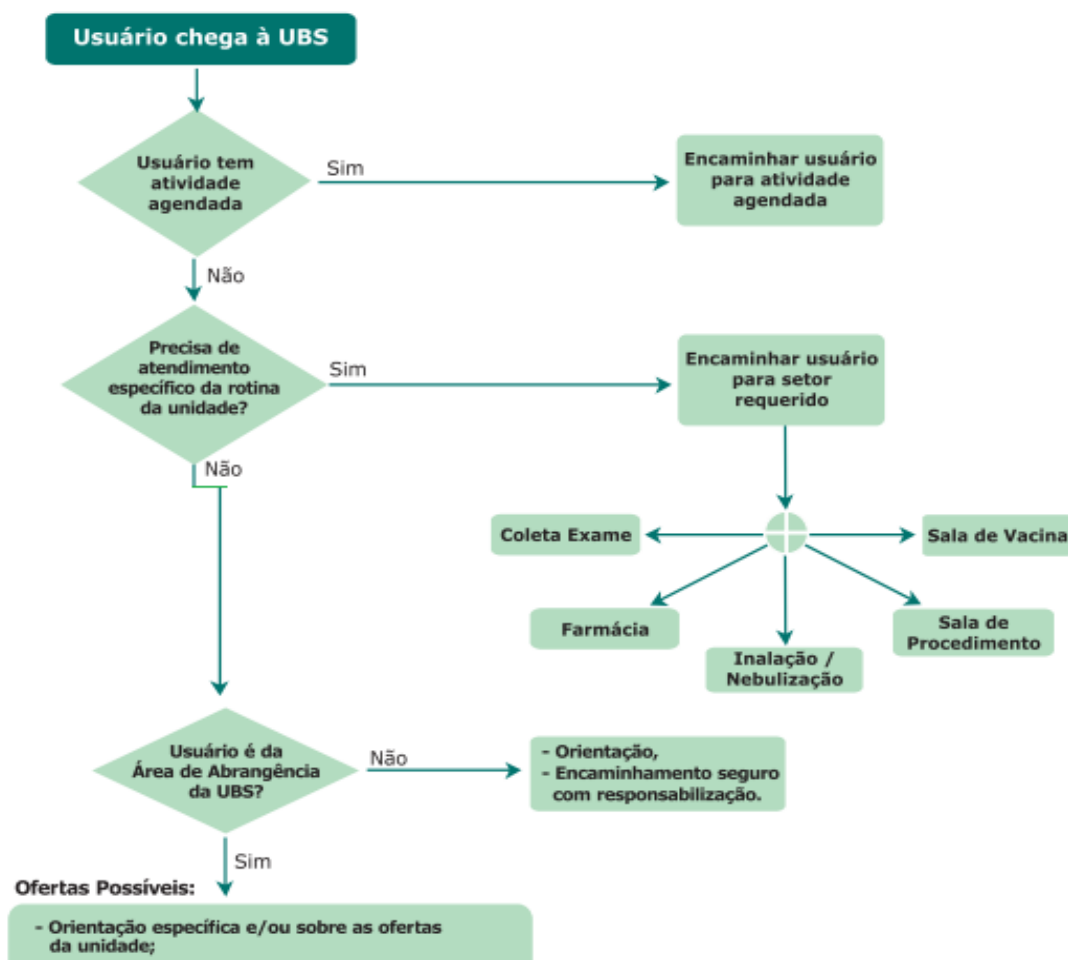 Usuário chega à UBS
Usuário tem
atividade
agendada
Sim
Encaminhar usuário
para atividade
agendada
Não
Precisa de
atendimento
específico da rotina
da unidade?
Sim
Encaminhar usuário
para setor
requerido
Não
Coleta Exame
Sala de Vacina
Farmácia
Sala de
Procedimento
Inalação /
Nebulização
Usuário é da
Área de Abrangência
da UBS?
Não
- Orientação,
- Encaminhamento seguro
com responsabilização.
Sim
Ofertas Possíveis:
- Orientação específica e/ou sobre as ofertas
da unidade;